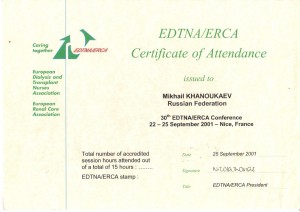 EDTNA/ERCA
Certificate of Attendance
Caring
together
EDTNA/ERCA
European
Dialysis and
Transplant
Nurses
Association
European
Renal Care
Association
issued to
Mikhail KHANOUKAEV
Russian Federation
30th EDTNA/ERCA Conference
22 – 25 September 2001 – Nice, France
Total number of accredited
session hours attended out
of a total of 15 hours : .........
EDTNA/ERCA stamp :
Date 25 September 2001
Signature
Title EDTNA/ERCA President